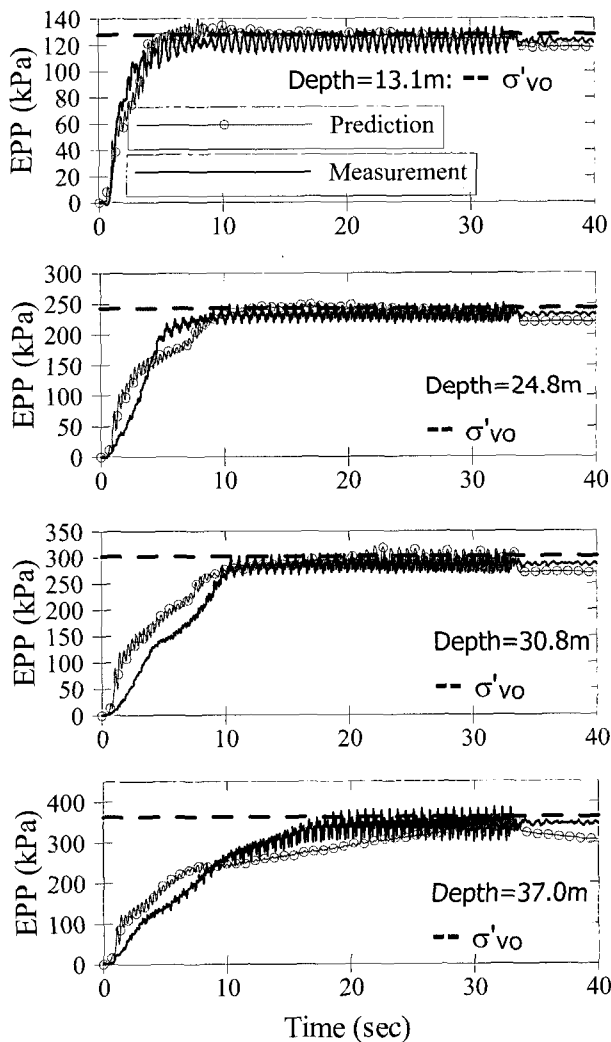 140
120
100
80
60
40
20
0
EPP (kPa)
Depth=13.1m: σ'vo
Prediction
Measurement
0 10 20 30 40
300
250
200
150
100
50
0
EPP (kPa)
Depth=24.8m
σ'vo
0 10 20 30 40
350
300
250
200
150
100
50
0
EPP (kPa)
Depth=30.8m
σ'vo
0 10 20 30 40
400
300
200
100
0
EPP (kPa)
Depth=37.0m
σ'vo
0 10 20 30 40
Time (sec)